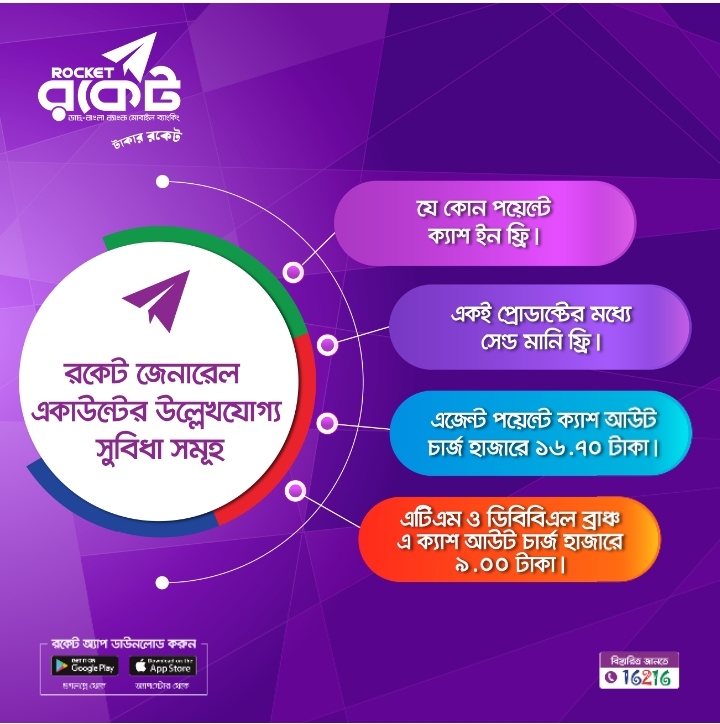 ROCKET
রকেট
ডাচ্-বাংলা ব্যাংক মোবাইল ব্যাংকিং
টাকার রকেট
যে কোন পয়েন্টে
ক্যাশ ইন ফ্রি।
একই প্রোডাক্টের মধ্যে
সেন্ড মানি ফ্রি।
রকেট জেনারেল
একাউন্টের উল্লেখযোগ্য
সুবিধা সমূহ
এজেন্ট পয়েন্টে ক্যাশ আউট
চার্জ হাজারে ১৬.৭০ টাকা।
এটিএম ও ডিবিবিএল ব্রাঞ্চ
এ ক্যাশ আউট চার্জ হাজারে
৯.০০ টাকা।
রকেট অ্যাপ ডাউনলোড করুন
GET IT ON
Google Play
Download on the
App Store
গুগলপ্লে থেকে
অ্যাপস্টোর থেকে
বিস্তারিত জানতে
16216